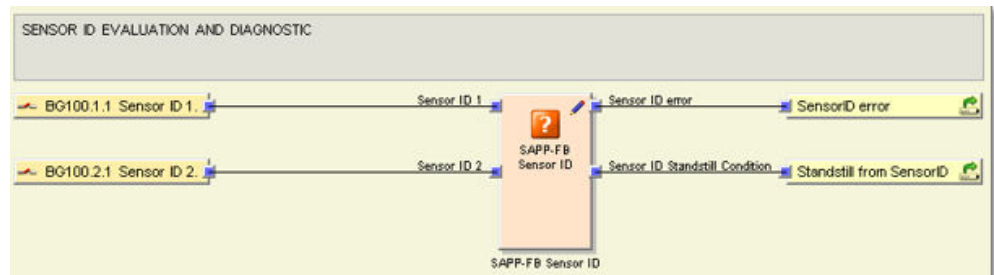 SENSOR ID EVALUATION AND DIAGNOSTIC
BG100.1.1 Sensor ID 1.
Sensor ID 1
Sensor ID error
SensorID error
SAPP-FB
Sensor ID
BG100.2.1 Sensor ID 2.
Sensor ID 2
Sensor ID Standstill Condition
Standstill from SensorID
SAPP-FB Sensor ID